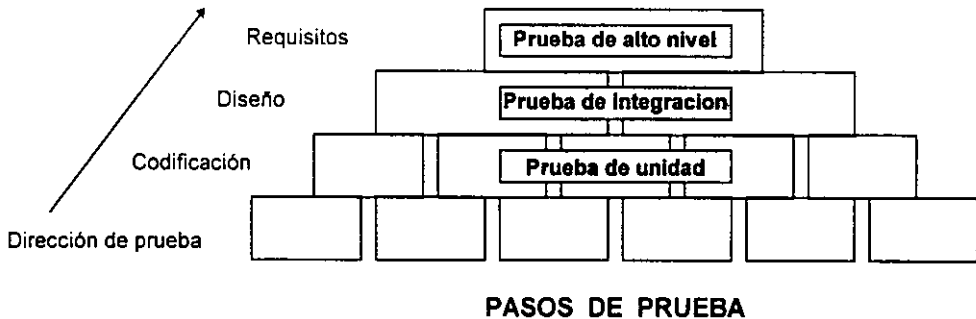 Requisitos
Prueba de alto nivel
Diseño
Prueba de integracion
Codificación
Prueba de unidad
Dirección de prueba
PASOS DE PRUEBA